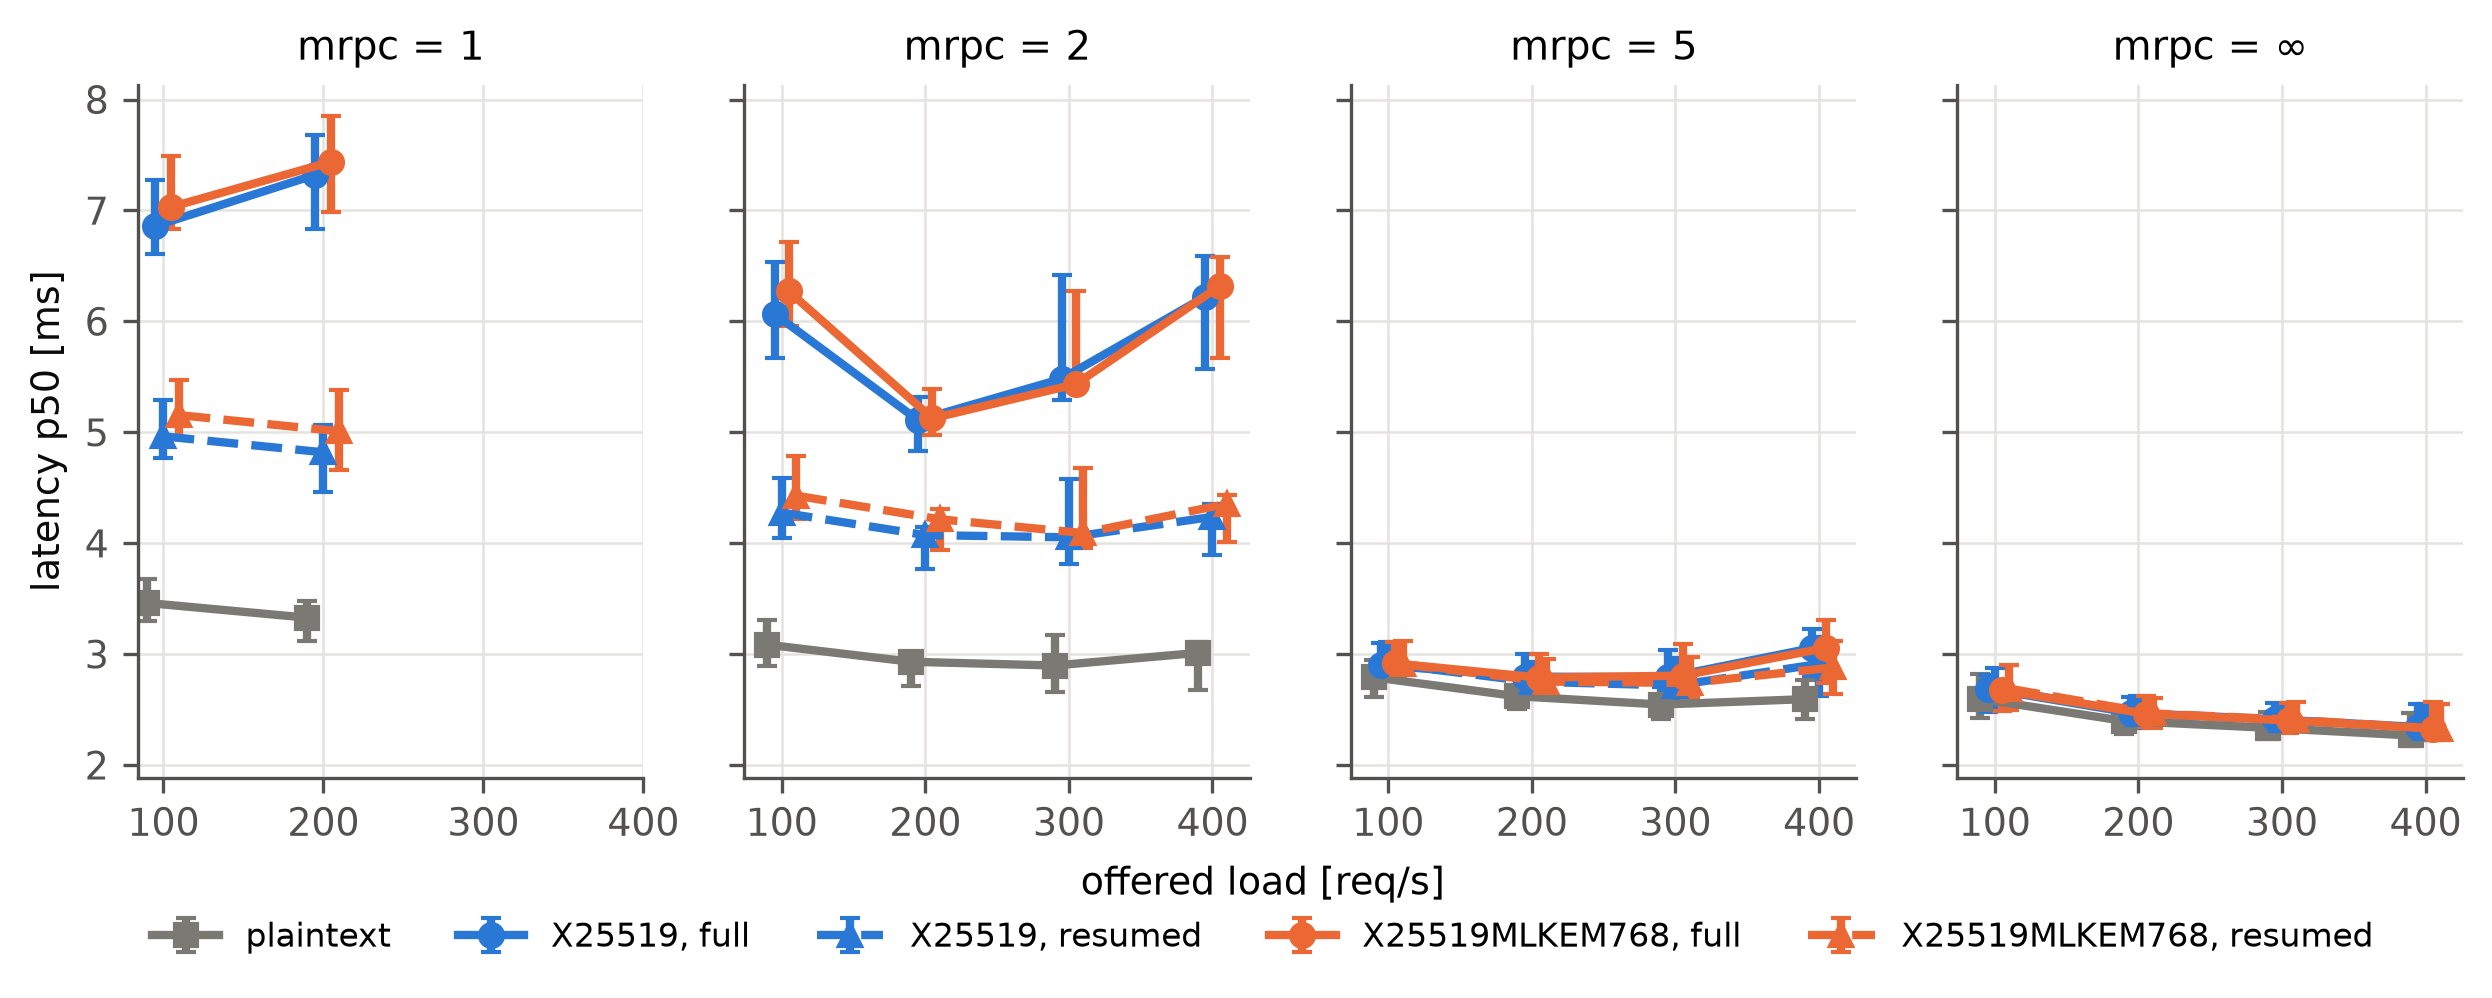 mrpc = 1
mrpc = 2
mrpc = 5
mrpc = ∞
latency p50 [ms]
8
7
6
5
4
3
2
100 200 300 400
100 200 300 400
100 200 300 400
100 200 300 400
offered load [req/s]
plaintext
X25519, full
X25519, resumed
X25519MLKEM768, full
X25519MLKEM768, resumed